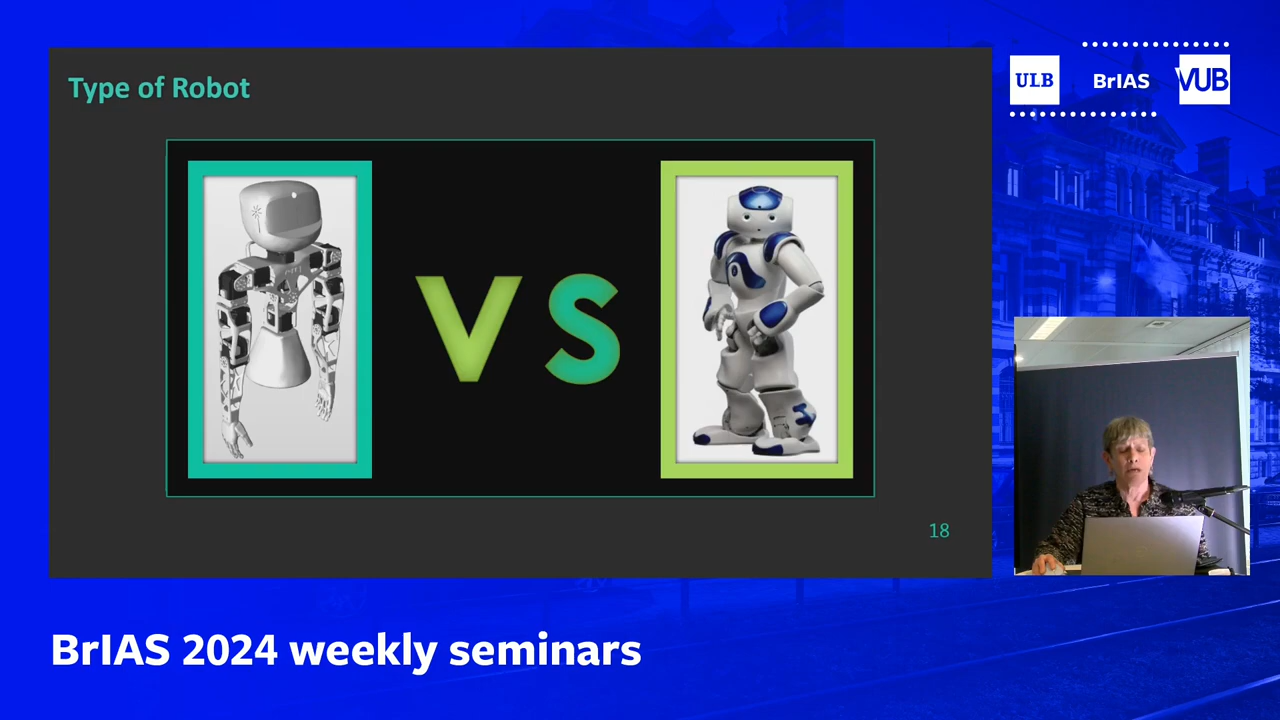 Type of Robot
VS
18
ULB
BrIAS
VUB
BrIAS 2024 weekly seminars